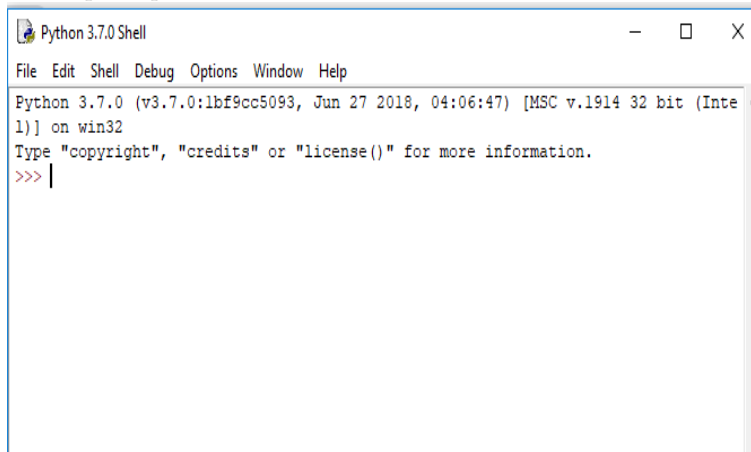 Python 3.7.0 Shell
File Edit Shell Debug Options Window Help
Python 3.7.0 (v3.7.0:1bf9cc5093, Jun 27 2018, 04:06:47) [MSC v.1914 32 bit (Inte
l)] on win32
Type "copyright", "credits" or "license()" for more information.
>>>